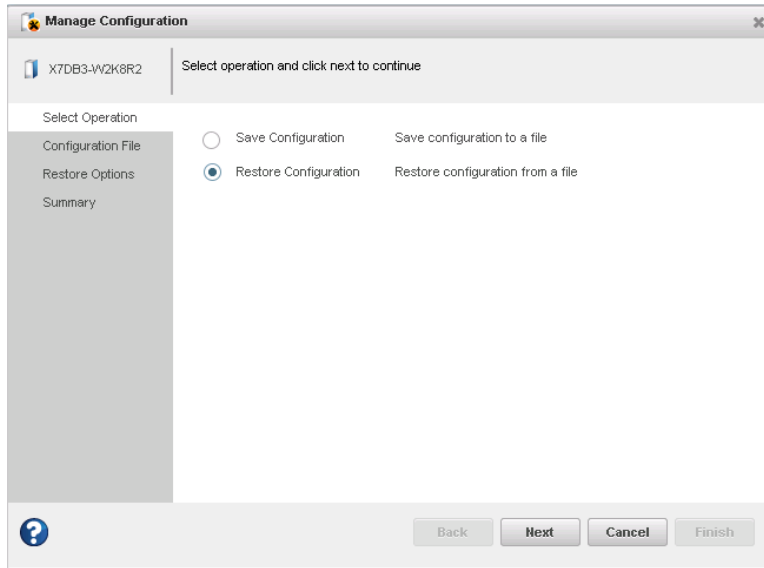 Manage Configuration
X7DB3-W2K8R2
Select operation and click next to continue
Select Operation
Configuration File
Restore Options
Summary
Save Configuration Save configuration to a file
Restore Configuration Restore configuration from a file
? Back Next Cancel Finish